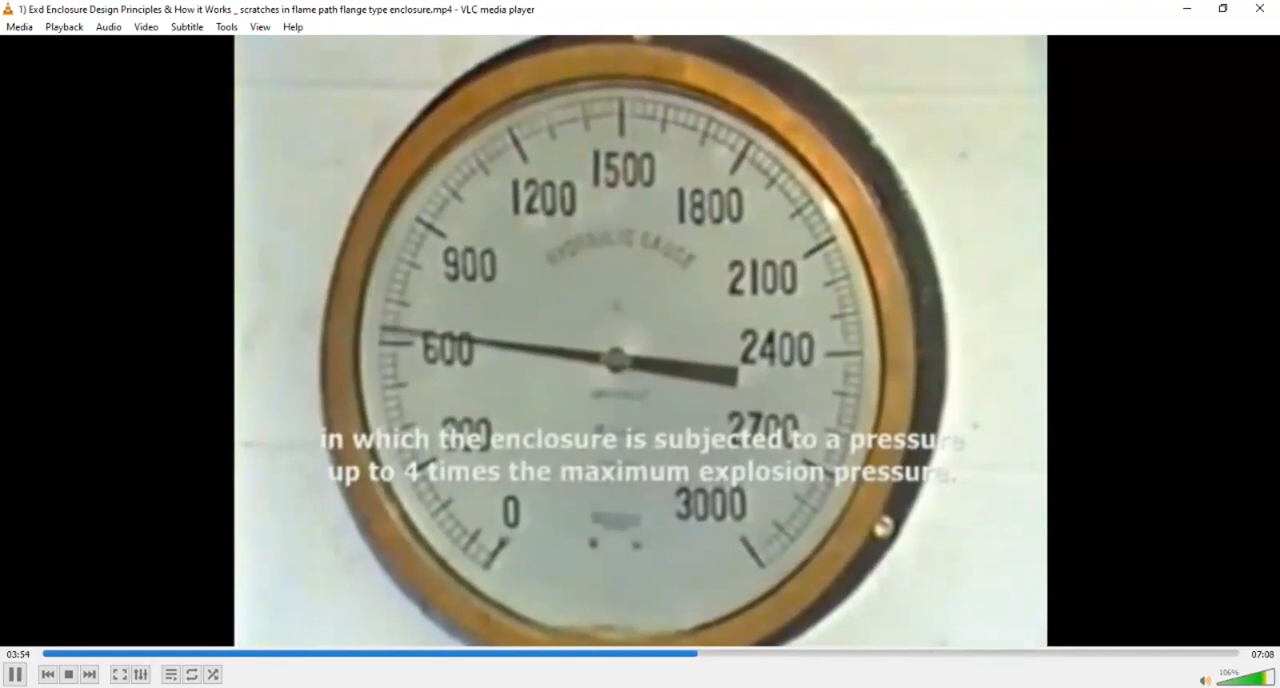 1) Exd Enclosure Design Principles & How it Works _ scratches in flame path flange type enclosure.mp4 - VLC media player
Media Playback Audio Video Subtitle Tools View Help
1500
1200 1800
HYDRAULIC GAUGE
900 2100
600 2400
300 2700
in which the enclosure is subjected to a pressure
up to 4 times the maximum explosion pressure.
0 3000
03:54 07:08
106%